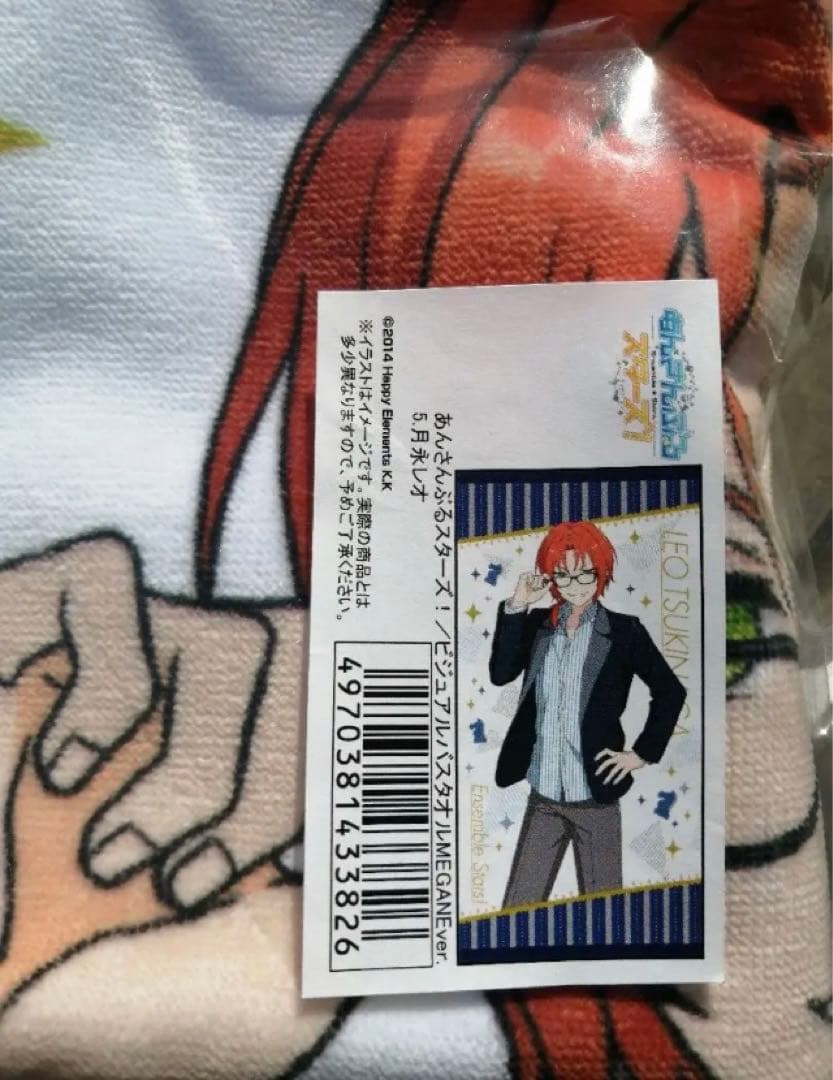 あんさんぶる
スターズ！
LEO TSUKINAGA
Ensemble Stars!
あんさんぶるスターズ！／ビジュアルバスタオルMEGANEver.
5.月永レオ
©2014 Happy Elements K.K
※イラストはイメージです。実際の商品とは
多少異なりますので、予めご了承ください。
4970381433826